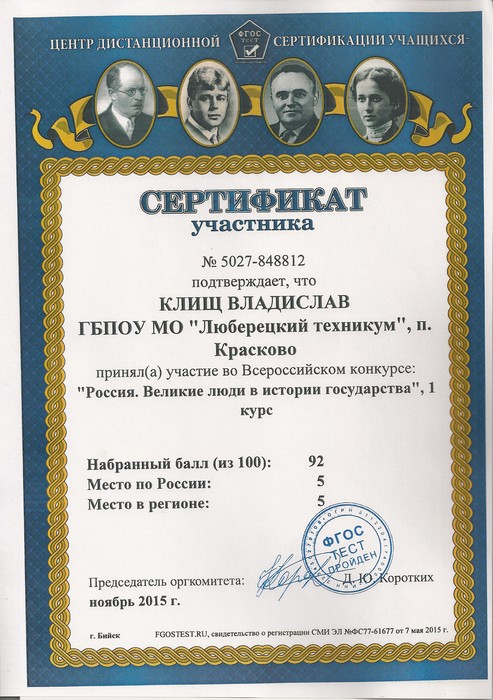 ЦЕНТР ДИСТАНЦИОННОЙ СЕРТИФИКАЦИИ УЧАЩИХСЯ
ФГОС
ТЕСТ
СЕРТИФИКАТ
участника
№ 5027-848812
подтверждает, что
КЛИЩ ВЛАДИСЛАВ
ГБПОУ МО "Люберецкий техникум", п.
Красково
принял(а) участие во Всероссийском конкурсе:
"Россия. Великие люди в истории государства", 1
курс
Набранный балл (из 100): 92
Место по России: 5
Место в регионе: 5
ФГОС
ТЕСТ
ПРОЙДЕН
Председатель оргкомитета: Д. Ю. Коротких
ноябрь 2015 г.
г. Бийск FGOSTEST.RU, свидетельство о регистрации СМИ ЭЛ №ФС77-61677 от 7 мая 2015 г.